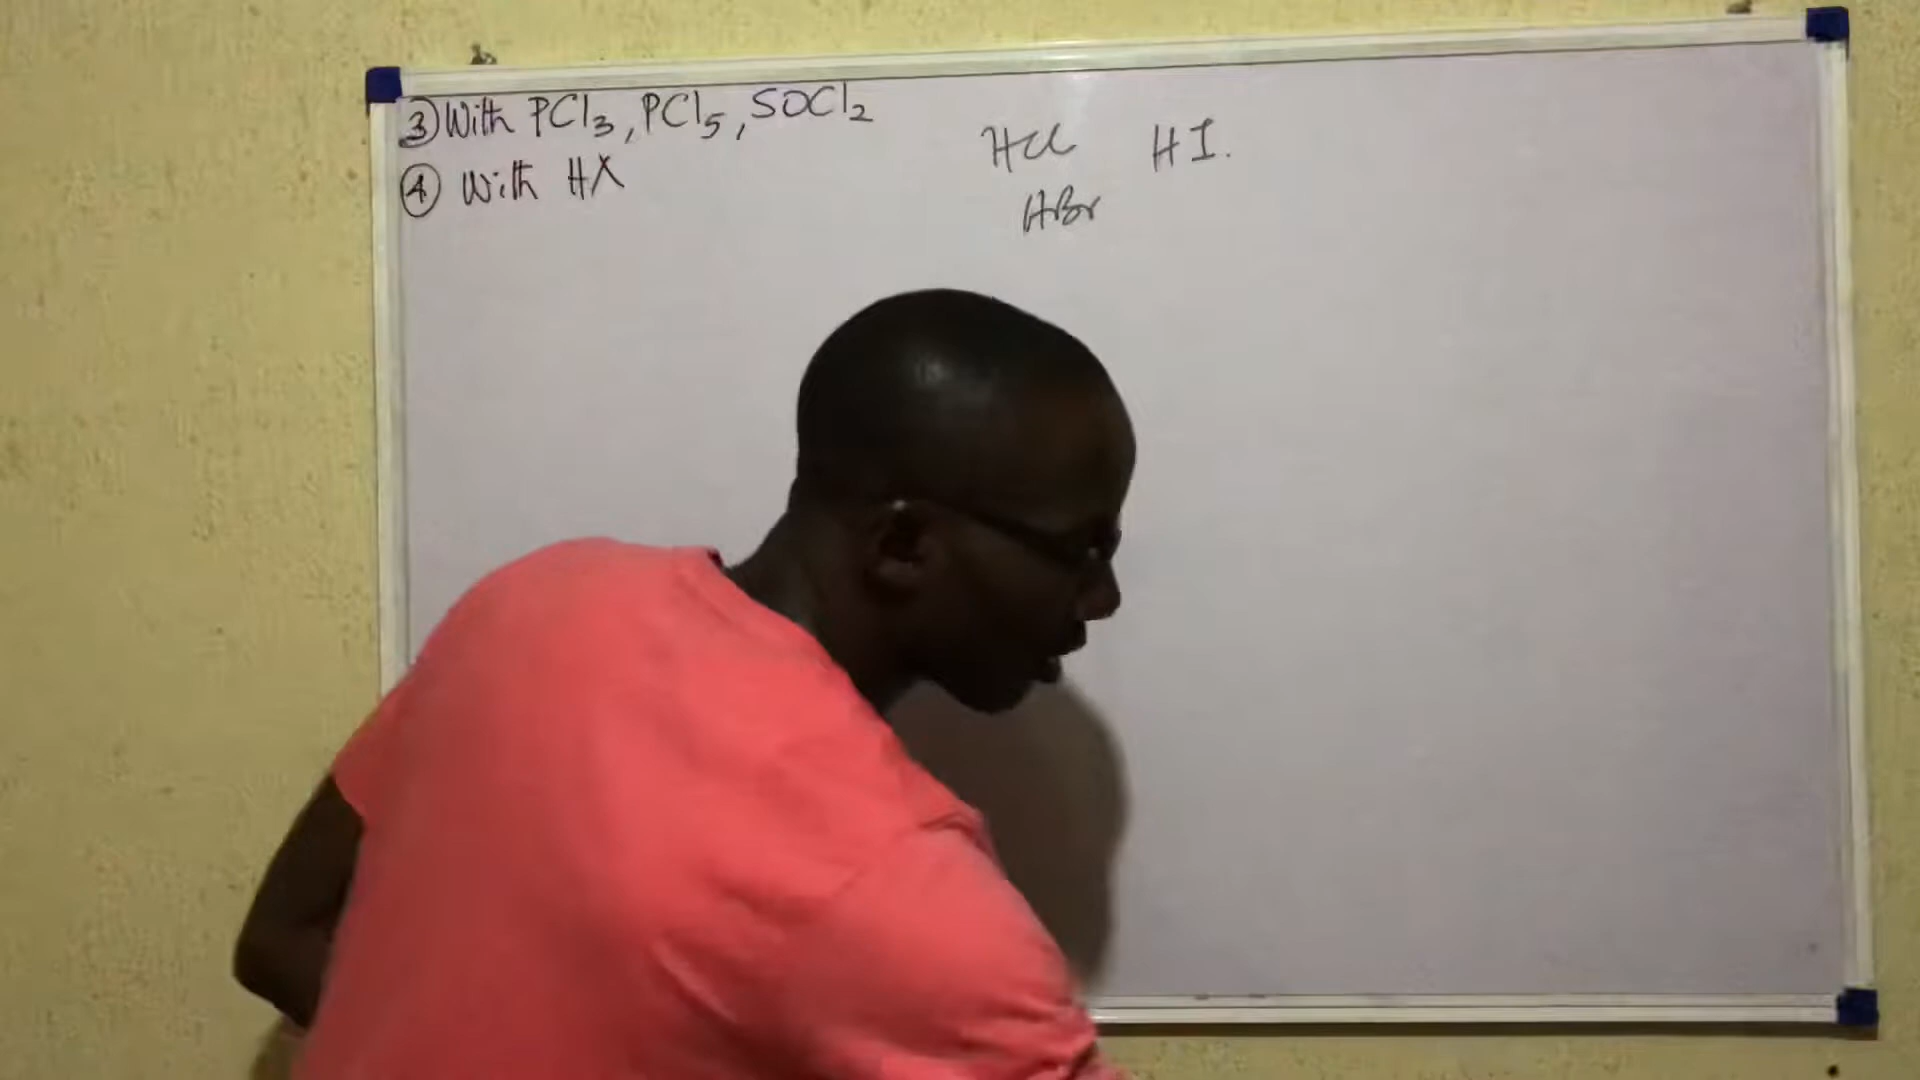 ③ With PCl₃, PCl₅, SOCl₂
④ With HX
HCl HI.
HBr